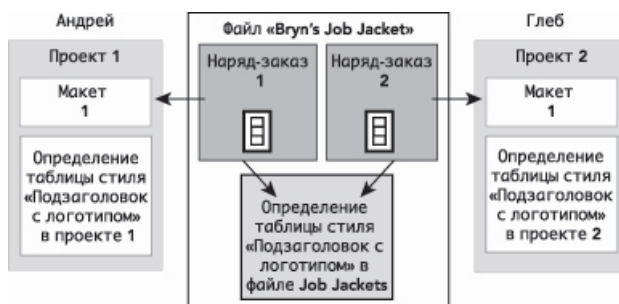 Андрей
Проект 1
Макет
1
Определение
таблицы стиля
«Подзаголовок
с логотипом»
в проекте 1
Файл «Bryn’s Job Jacket»
Наряд-заказ
1
Наряд-заказ
2
Определение
таблицы стиля
«Подзаголовок с
логотипом» в
файле Job Jackets
Глеб
Проект 2
Макет
1
Определение
таблицы стиля
«Подзаголовок
с логотипом»
в проекте 2